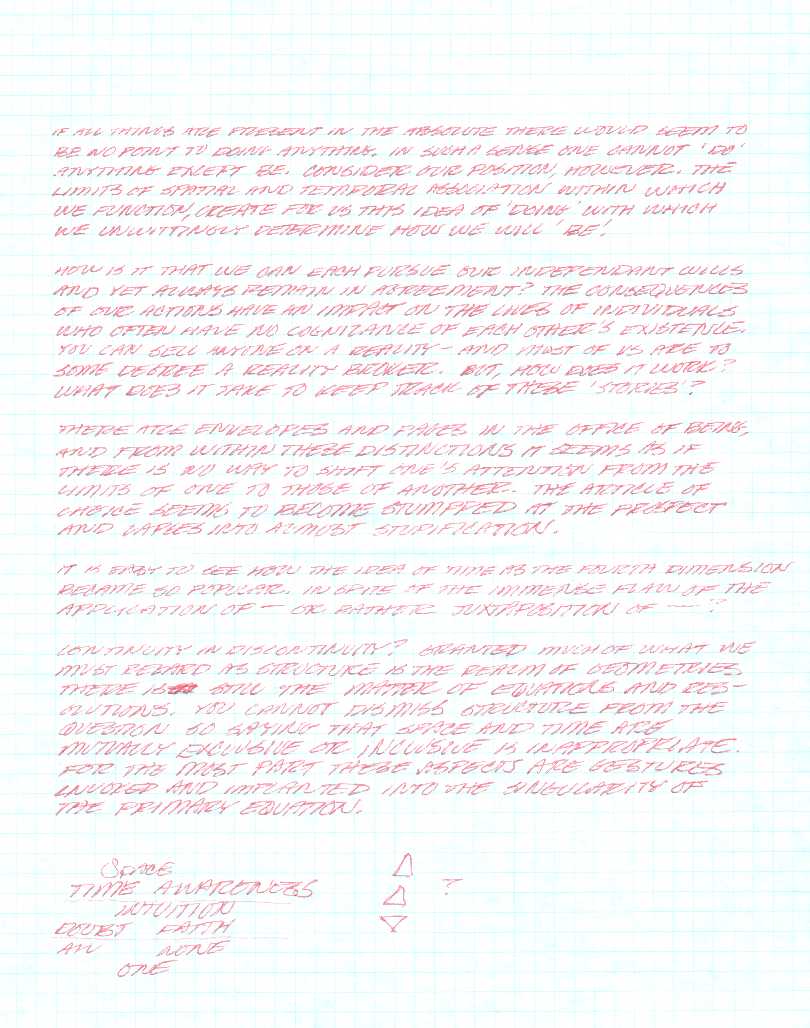 IF ALL THINGS ARE PRESENT IN THE ABSOLUTE THERE WOULD SEEM TO
BE NO POINT TO DOING ANYTHING. IN SUCH A SENSE ONE CANNOT 'DO'
ANYTHING EXCEPT BE. CONSIDER OUR POSITION, HOWEVER. THE
LIMITS OF SPATIAL AND TEMPORAL ASSOCIATION WITHIN WHICH
WE FUNCTION, CREATE FOR US THIS IDEA OF 'DOING' WITH WHICH
WE UNWITTINGLY DETERMINE HOW WE WILL 'BE'.
HOW IS IT THAT WE CAN EACH PURSUE OUR INDEPENDANT WILLS
AND YET ALWAYS REMAIN IN AGREEMENT? THE CONSEQUENCES
OF OUR ACTIONS HAVE AN IMPACT ON THE LIVES OF INDIVIDUALS
WHO OFTEN HAVE NO COGNIZANCE OF EACH OTHER'S EXISTENCE.
YOU CAN SELL ANYONE ON A REALITY - AND MOST OF US ARE TO
SOME DEGREE A REALITY BROKER. BUT, HOW DOES IT WORK?
WHAT DOES IT TAKE TO KEEP TRACK OF THESE 'STORIES'?
THERE ARE ENVELOPES AND PAGES IN THE OFFICE OF BEING,
AND FROM WITHIN THESE DISTINCTIONS IT SEEMS AS IF
THERE IS NO WAY TO SHIFT ONE'S ATTENTION FROM THE
LIMITS OF ONE TO THOSE OF ANOTHER. THE ARTICLE OF
CHOICE SEEMS TO BECOME STUMPPED AT THE PROSPECT
AND LAPSES INTO ALMOST STUPIFICATION.
IT IS EASY TO SEE HOW THE IDEA OF TIME AS THE FOURTH DIMENSION
BECAME SO POPULAR. IN SPITE OF THE IMMENSE FLAW OF THE
APPLICATION OF — OR RATHER JUXTAPOSITION OF — ?
CONTINUITY IN DISCONTINUITY? GRANTED MUCH OF WHAT WE
MUST REGARD AS STRUCTURE IS THE REALM OF GEOMETRIES
THERE IS STILL THE MATTER OF EQUATIONS AND RES-
OLUTIONS. YOU CANNOT DISMISS STRUCTURE FROM THE
QUESTION SO SAYING THAT SPACE AND TIME ARE
MUTUALLY EXCLUSIVE OR INCLUSIVE IS INAPPROPRIATE.
FOR THE MOST PART THESE ASPECTS ARE GESTURES
INVOKED AND IMPLANTED INTO THE SINGULARITY OF
THE PRIMARY EQUATION.
SPACE
TIME AWARENESS ?
INTUITION
DOUBT FAITH
ALL NONE
ONE